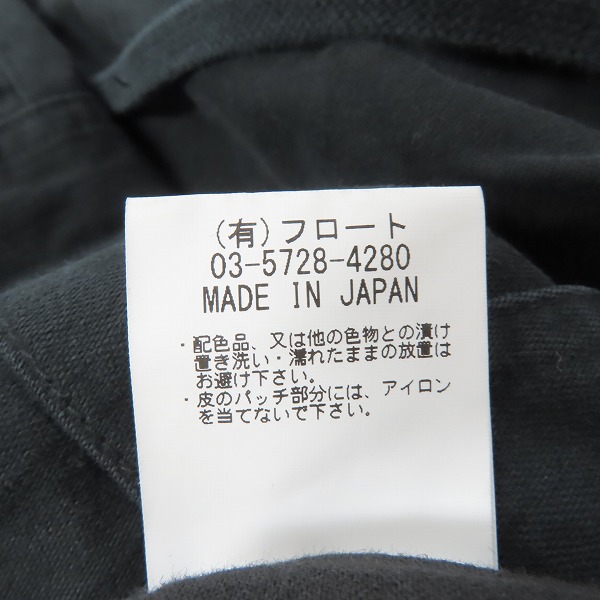 (有)フロート
03-5728-4280
MADE IN JAPAN
・配色品、又は他の色物との漬け
置き洗い・濡れたままの放置は
お避け下さい。
・皮のパッチ部分には、アイロン
を当てないで下さい。